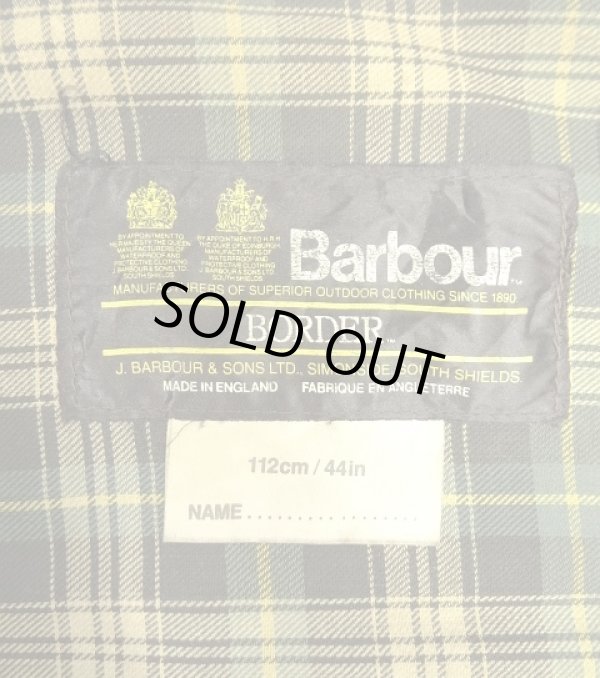 BY APPOINTMENT TO
HER MAJESTY THE QUEEN
MANUFACTURERS OF
WATERPROOF AND
PROTECTIVE CLOTHING
J. BARBOUR & SONS LTD.
SOUTH SHIELDS
BY APPOINTMENT TO H.R.H.
THE DUKE OF EDINBURGH
MANUFACTURERS OF
WATERPROOF AND
PROTECTIVE CLOTHING
J. BARBOUR & SONS LTD.
SOUTH SHIELDS
Barbour™
MANUFACTURERS OF SUPERIOR OUTDOOR CLOTHING SINCE 1890
BORDER™
SOLD OUT
J. BARBOUR & SONS LTD., SIMONSIDE, SOUTH SHIELDS.
MADE IN ENGLAND FABRIQUE EN ANGLETERRE
112cm / 44in
NAME....................